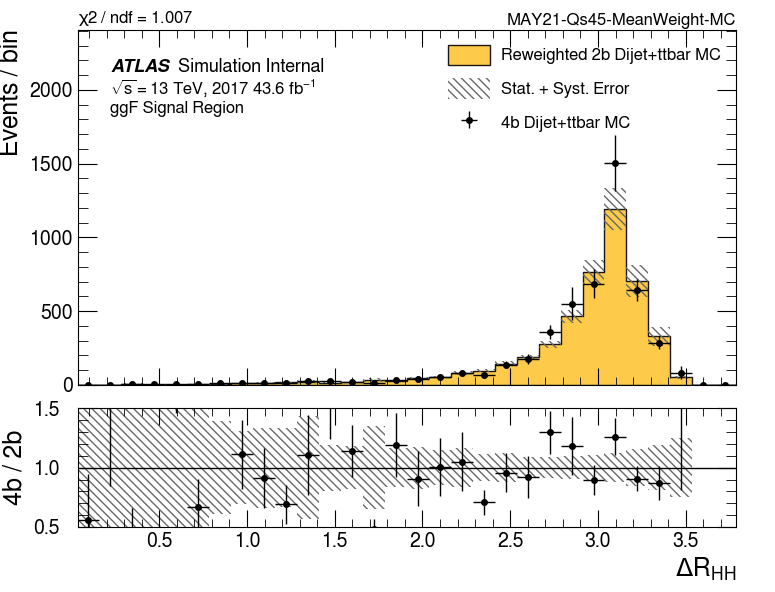 χ2 / ndf = 1.007
MAY21-Qs45-MeanWeight-MC
Events / bin
ATLAS Simulation Internal
√s = 13 TeV, 2017 43.6 fb⁻¹
ggF Signal Region
Reweighted 2b Dijet+ttbar MC
Stat. + Syst. Error
4b Dijet+ttbar MC
2000
1500
1000
500
0
4b / 2b
1.5
1.0
0.5
0.5 1.0 1.5 2.0 2.5 3.0 3.5
ΔR_HH